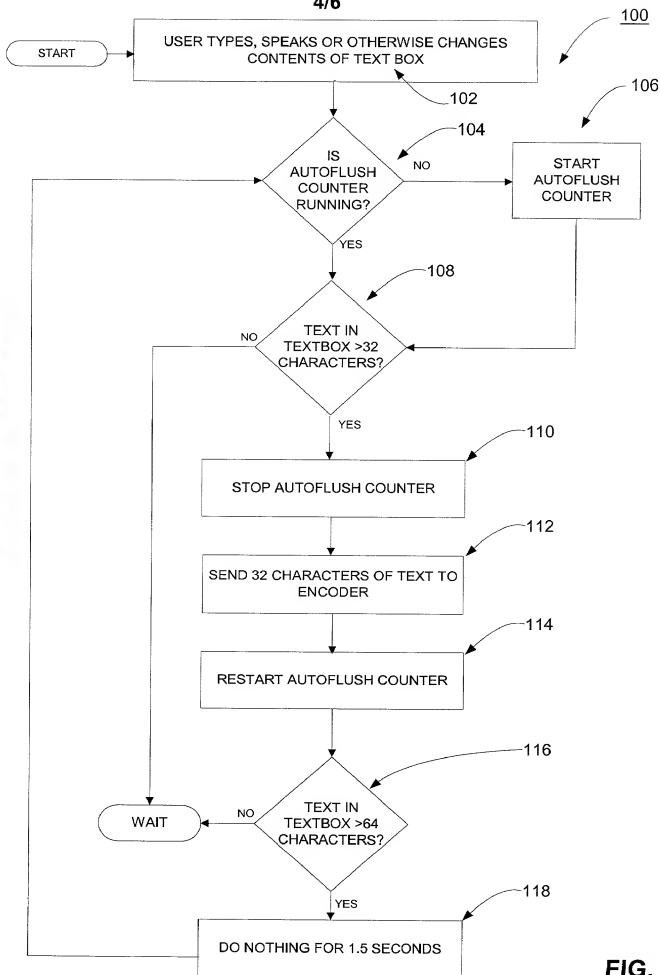 4/6
100
START
USER TYPES, SPEAKS OR OTHERWISE CHANGES
CONTENTS OF TEXT BOX
102
104
106
IS
AUTOFLUSH
COUNTER
RUNNING?
NO
START
AUTOFLUSH
COUNTER
YES
108
TEXT IN
TEXTBOX >32
CHARACTERS?
NO
YES
110
STOP AUTOFLUSH COUNTER
112
SEND 32 CHARACTERS OF TEXT TO
ENCODER
114
RESTART AUTOFLUSH COUNTER
116
TEXT IN
TEXTBOX >64
CHARACTERS?
NO
WAIT
YES
118
DO NOTHING FOR 1.5 SECONDS
FIG.